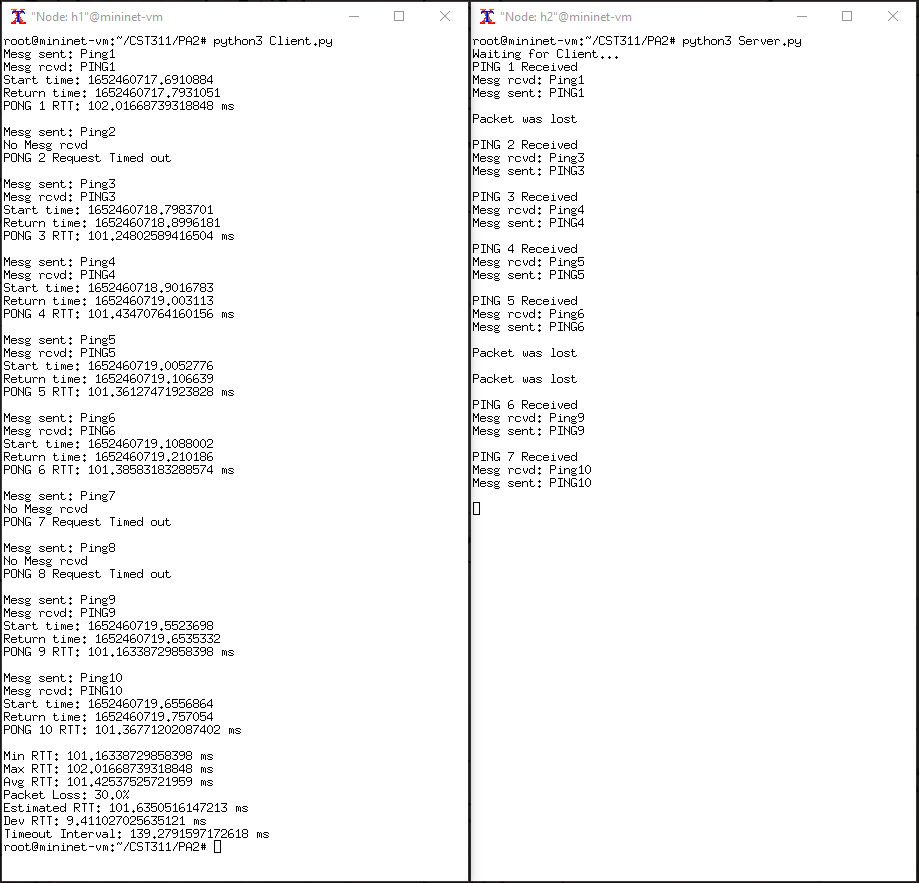 "Node: h1"@mininet-vm
root@mininet-vm:~/CST311/PA2# python3 Client.py
Mesg sent: Ping1
Mesg rcvd: PING1
Start time: 1652460717.6910884
Return time: 1652460717.7931051
PONG 1 RTT: 102.01668739318848 ms

Mesg sent: Ping2
No Mesg rcvd
PONG 2 Request Timed out

Mesg sent: Ping3
Mesg rcvd: PING3
Start time: 1652460718.7983701
Return time: 1652460718.8996181
PONG 3 RTT: 101.24802589416504 ms

Mesg sent: Ping4
Mesg rcvd: PING4
Start time: 1652460718.9016783
Return time: 1652460719.003113
PONG 4 RTT: 101.43470764160156 ms

Mesg sent: Ping5
Mesg rcvd: PING5
Start time: 1652460719.0052776
Return time: 1652460719.106639
PONG 5 RTT: 101.36127471923828 ms

Mesg sent: Ping6
Mesg rcvd: PING6
Start time: 1652460719.1088002
Return time: 1652460719.210186
PONG 6 RTT: 101.38583183288574 ms

Mesg sent: Ping7
No Mesg rcvd
PONG 7 Request Timed out

Mesg sent: Ping8
No Mesg rcvd
PONG 8 Request Timed out

Mesg sent: Ping9
Mesg rcvd: PING9
Start time: 1652460719.5523698
Return time: 1652460719.6535332
PONG 9 RTT: 101.16338729858398 ms

Mesg sent: Ping10
Mesg rcvd: PING10
Start time: 1652460719.6556864
Return time: 1652460719.757054
PONG 10 RTT: 101.36771202087402 ms

Min RTT: 101.16338729858398 ms
Max RTT: 102.01668739318848 ms
Avg RTT: 101.42537525721959 ms
Packet Loss: 30.0%
Estimated RTT: 101.6350516147213 ms
Dev RTT: 9.411027025635121 ms
Timeout Interval: 139.2791597172618 ms
root@mininet-vm:~/CST311/PA2#

"Node: h2"@mininet-vm
root@mininet-vm:~/CST311/PA2# python3 Server.py
Waiting for Client...
PING 1 Received
Mesg rcvd: Ping1
Mesg sent: PING1

Packet was lost

PING 2 Received
Mesg rcvd: Ping3
Mesg sent: PING3

PING 3 Received
Mesg rcvd: Ping4
Mesg sent: PING4

PING 4 Received
Mesg rcvd: Ping5
Mesg sent: PING5

PING 5 Received
Mesg rcvd: Ping6
Mesg sent: PING6

Packet was lost

Packet was lost

PING 6 Received
Mesg rcvd: Ping9
Mesg sent: PING9

PING 7 Received
Mesg rcvd: Ping10
Mesg sent: PING10